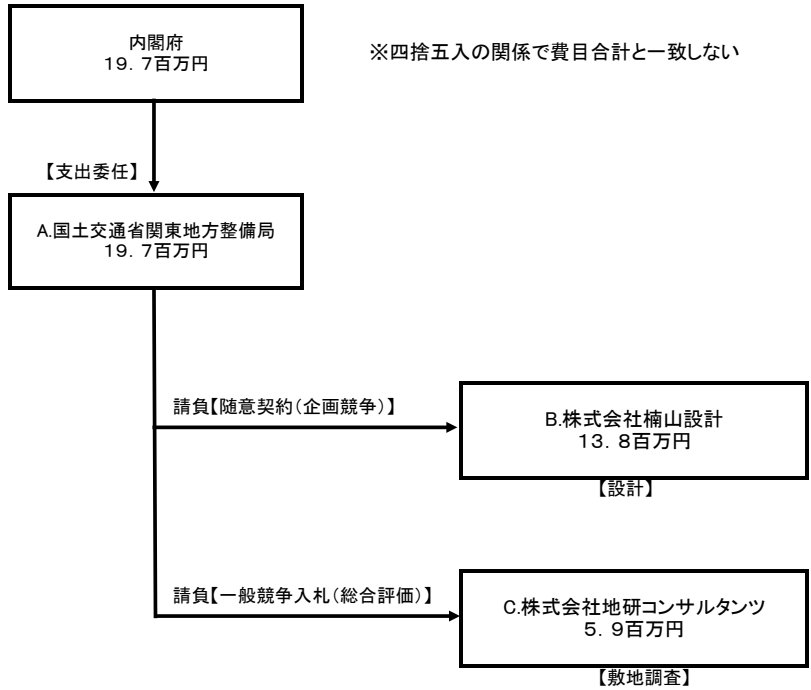 内閣府
19．7百万円
※四捨五入の関係で費目合計と一致しない
【支出委任】
A.国土交通省関東地方整備局
19．7百万円
請負【随意契約（企画競争）】
B.株式会社楠山設計
13．8百万円
【設計】
請負【一般競争入札（総合評価）】
C.株式会社地研コンサルタンツ
5．9百万円
【敷地調査】